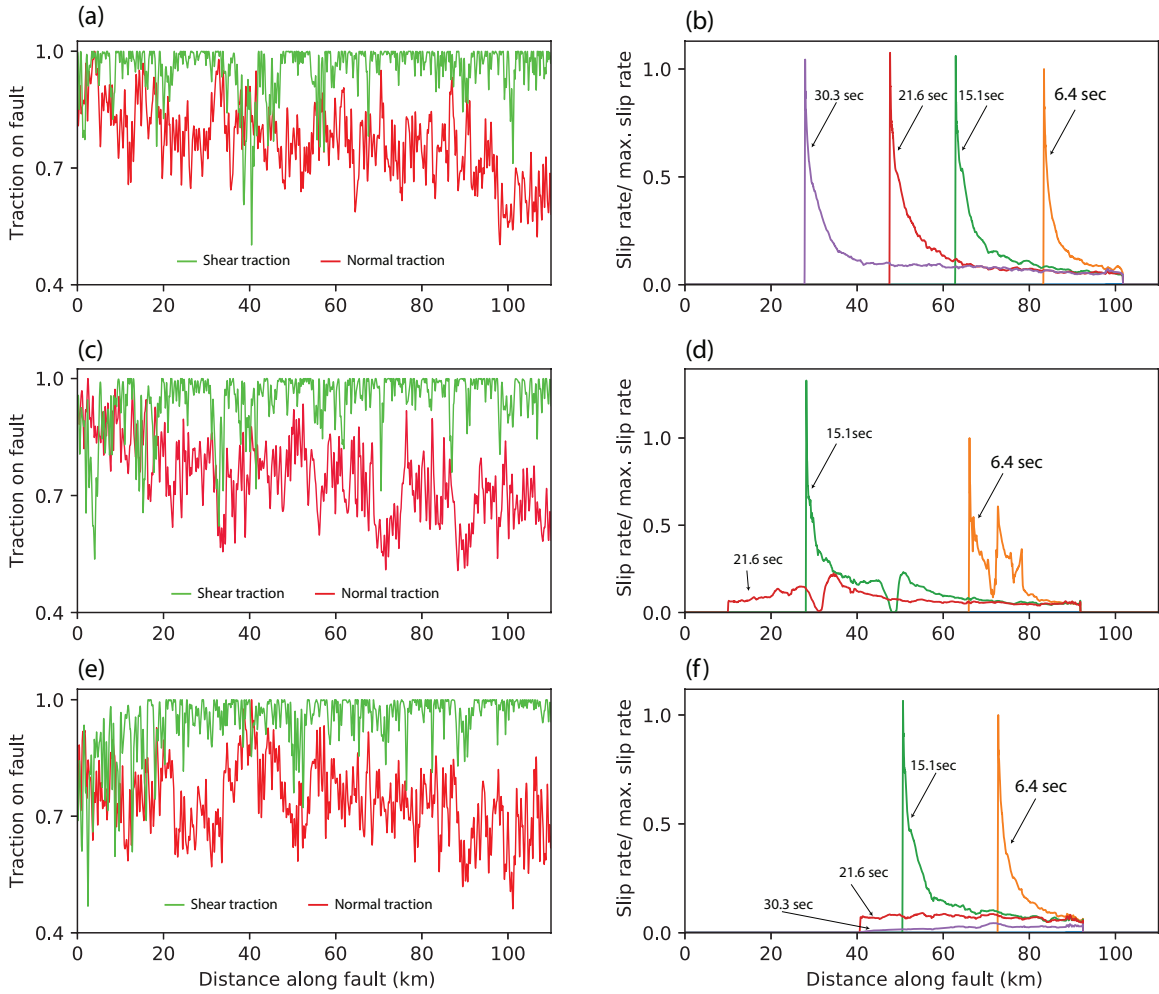 (a)
(b)
1.0
0.7
0.4
Traction on fault
Shear traction
Normal traction
0 20 40 60 80 100
1.0
0.5
0.0
Slip rate/ max. slip rate
30.3 sec
21.6 sec
15.1sec
6.4 sec
0 20 40 60 80 100
(c)
(d)
1.0
0.7
0.4
Traction on fault
Shear traction
Normal traction
0 20 40 60 80 100
1.0
0.5
0.0
Slip rate/ max. slip rate
15.1sec
6.4 sec
21.6 sec
0 20 40 60 80 100
(e)
(f)
1.0
0.7
0.4
Traction on fault
Shear traction
Normal traction
0 20 40 60 80 100
Distance along fault (km)
1.0
0.5
0.0
Slip rate/ max. slip rate
15.1sec
6.4 sec
21.6 sec
30.3 sec
0 20 40 60 80 100
Distance along fault (km)